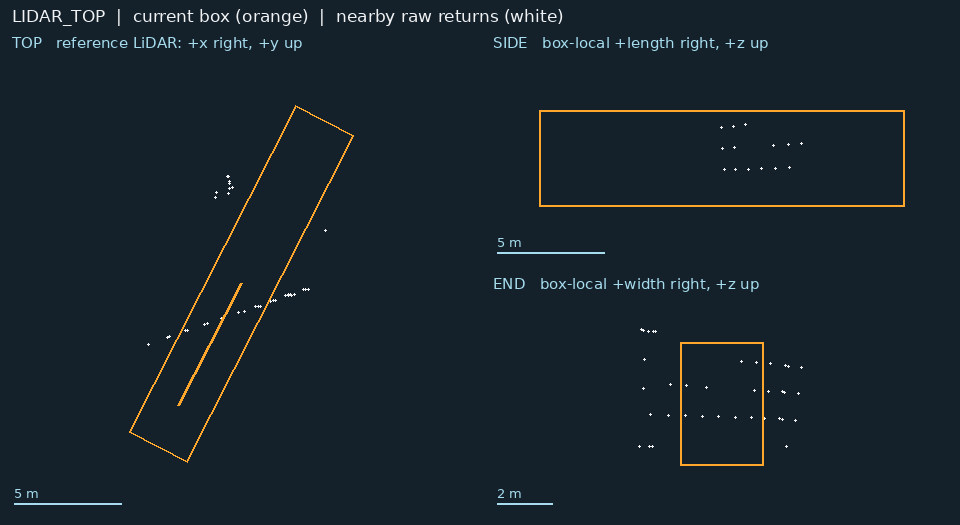 LIDAR_TOP | current box (orange) | nearby raw returns (white)
TOP reference LiDAR: +x right, +y up
SIDE box-local +length right, +z up
5 m
END box-local +width right, +z up
5 m
2 m